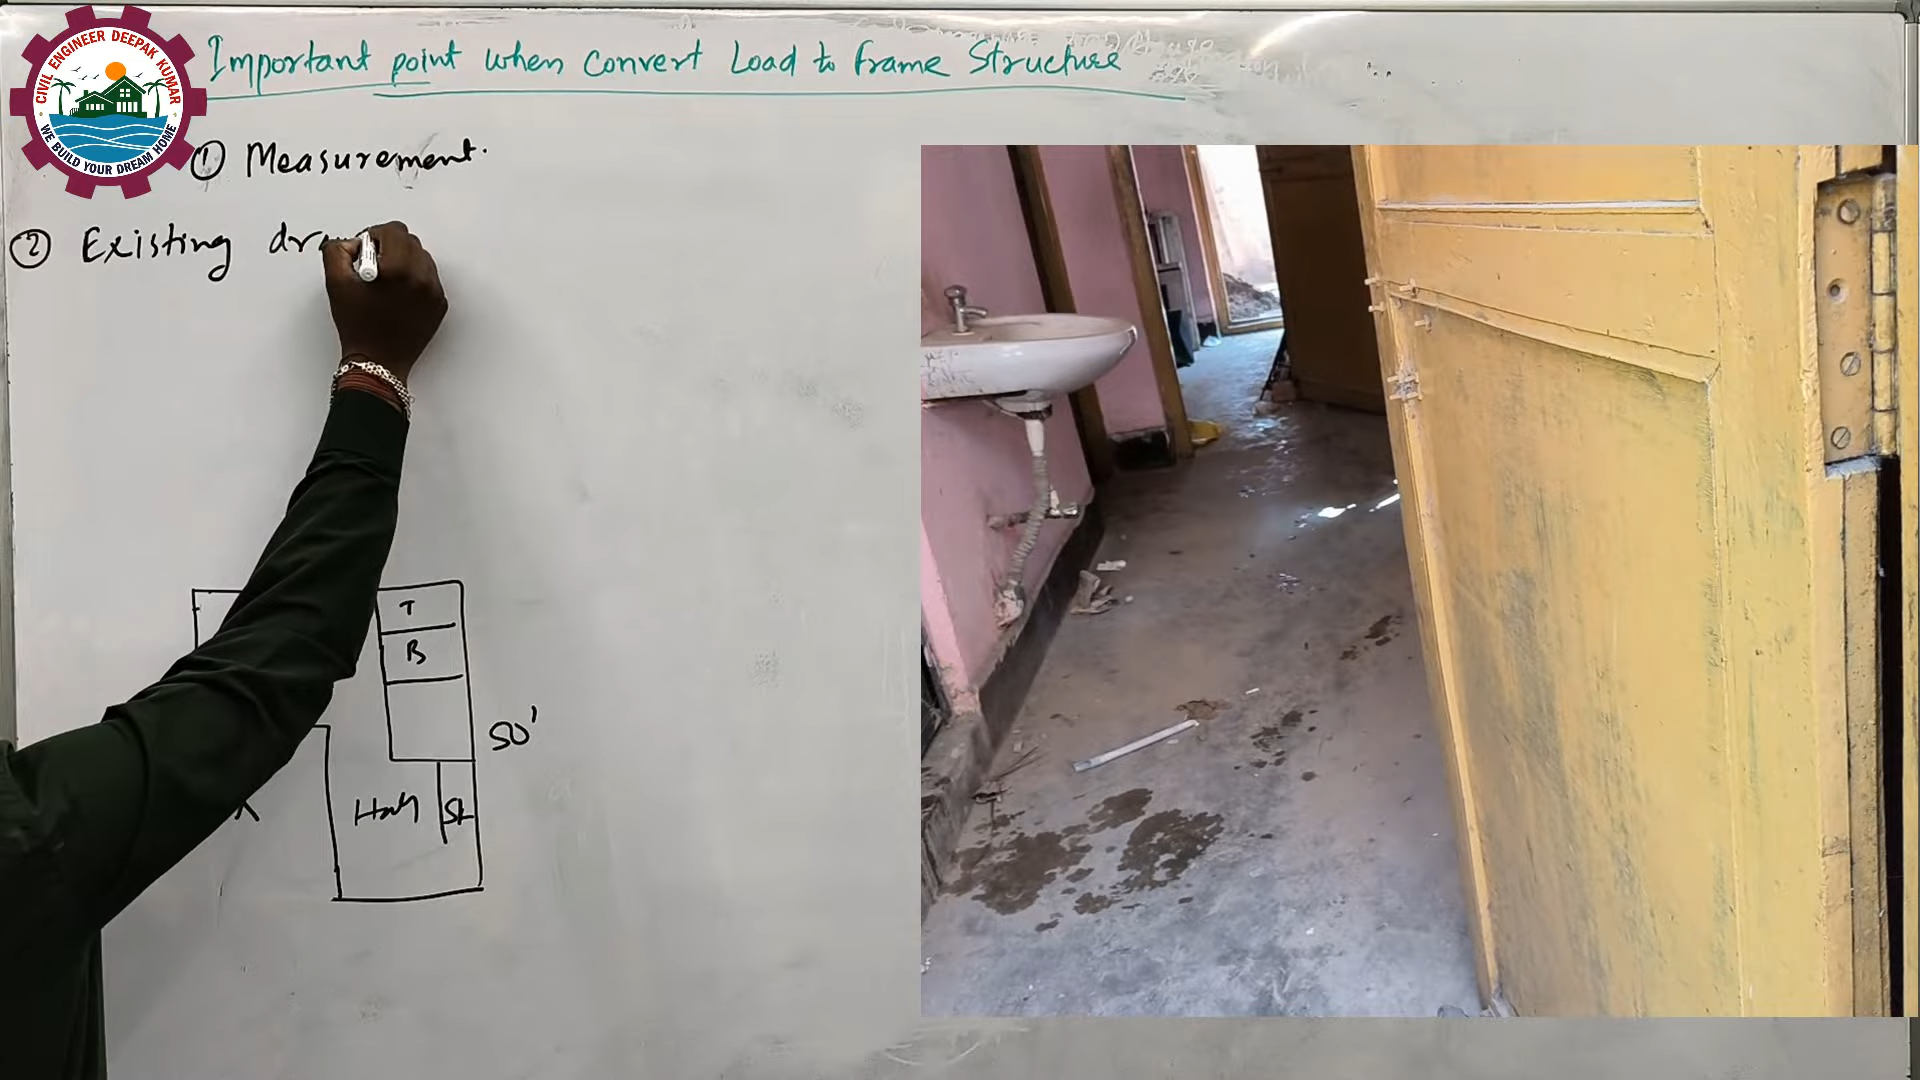 CIVIL ENGINEER DEEPAK KUMAR
WE BUILD YOUR DREAM HOME
Important point when convert Load to frame Structure
① Measurement.
② Existing dra
T
B
50'
Hall
St